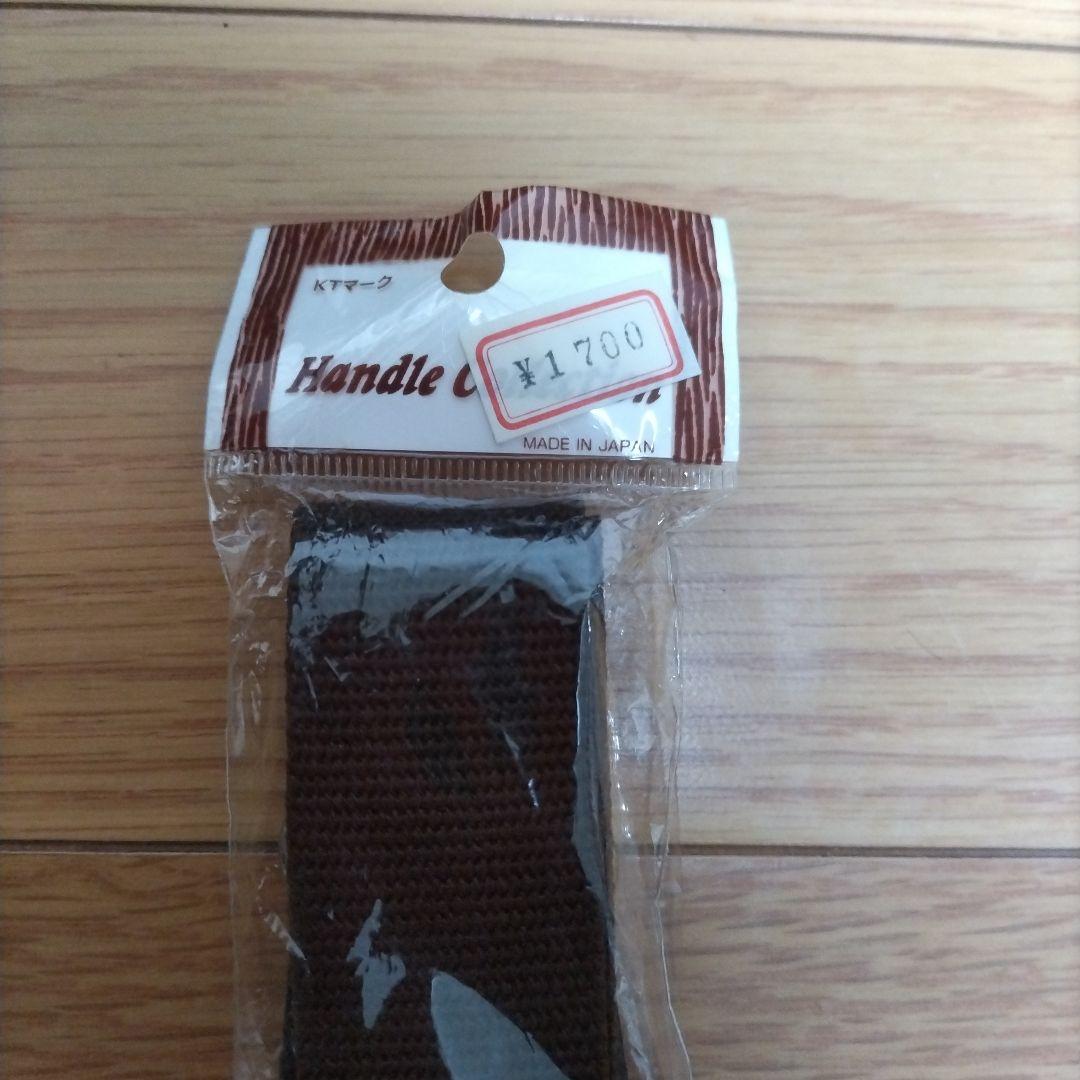 KTマーク
Handle
¥1700
MADE IN JAPAN